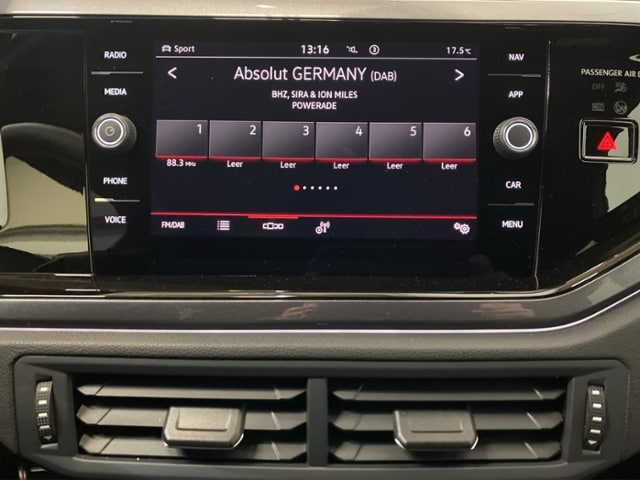 RADIO
MEDIA
PHONE
VOICE
Sport 13:16 3 17.5°C
< Absolut GERMANY (DAB) >
BHZ, SIRA & ION MILES
POWERADE
1 2 3 4 5 6
88.3 MHz Leer Leer Leer Leer Leer
FM/DAB
NAV
APP
CAR
MENU
PASSENGER AIR
OFF